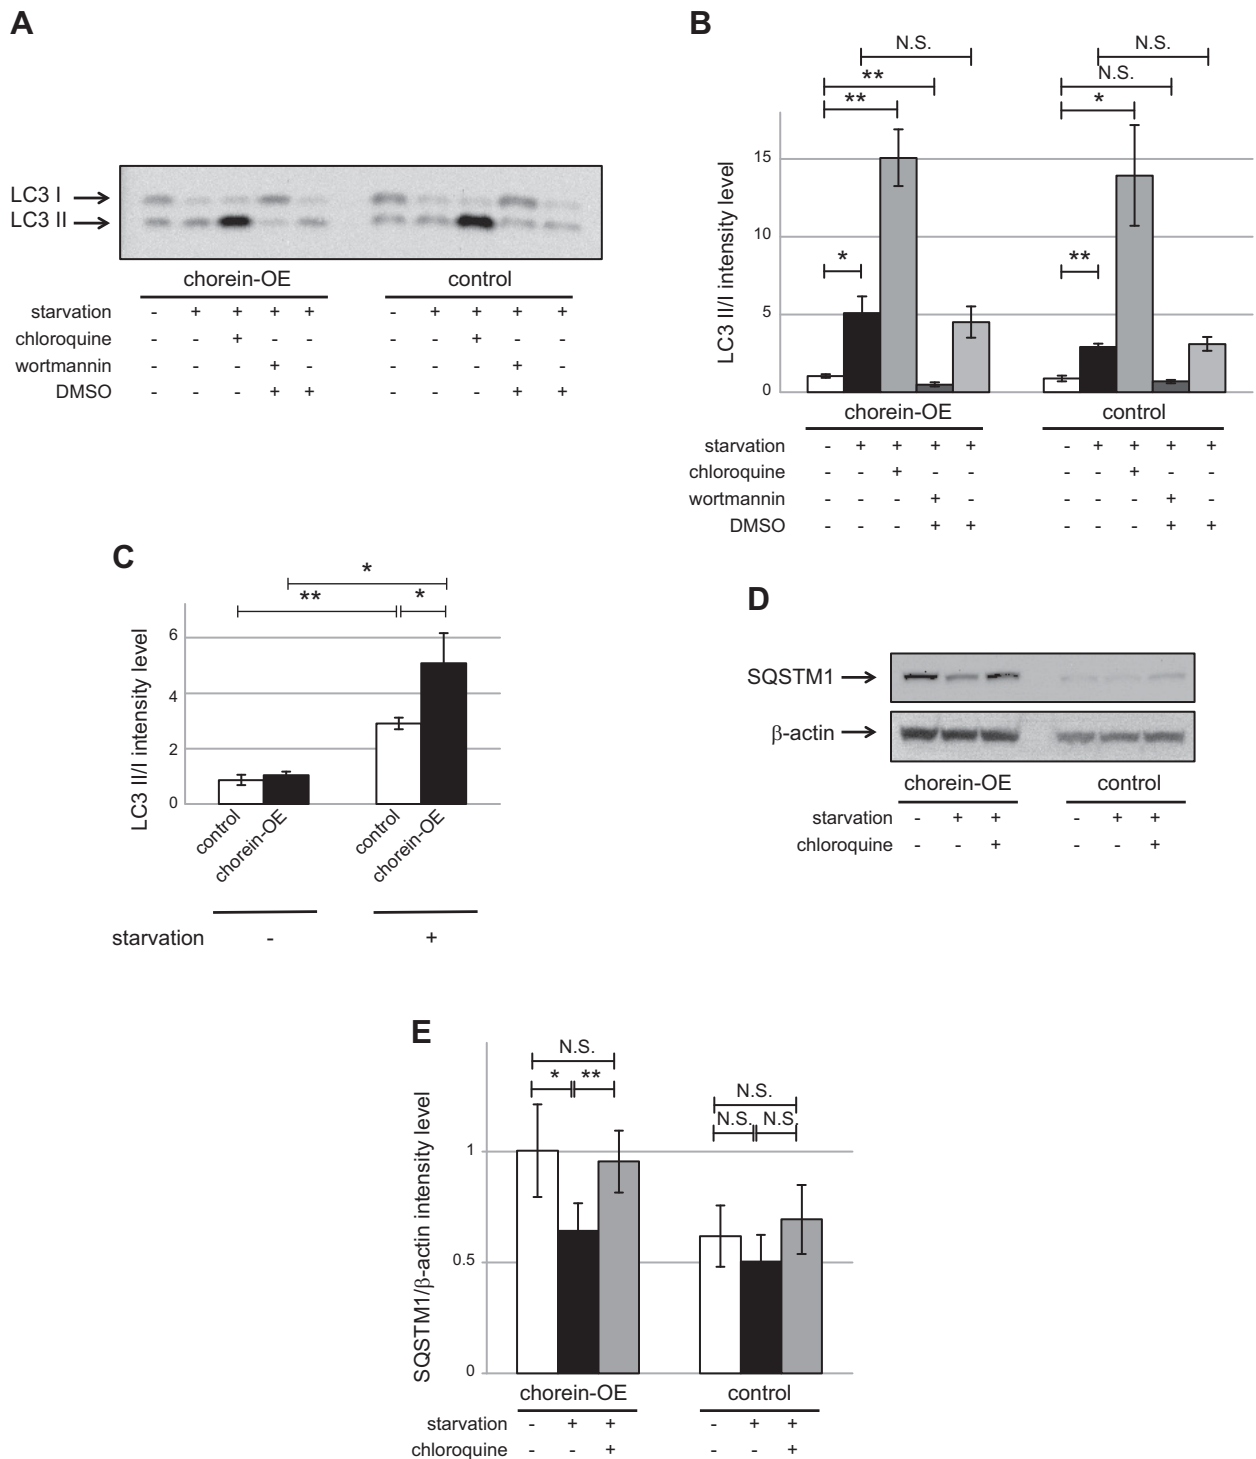 A
LC3 I
LC3 II
chorein-OE control
starvation - + + + + - + + + +
chloroquine - - + - - - - + - -
wortmannin - - - + - - - - + -
DMSO - - - + + - - - + +
B
N.S. N.S.
** N.S.
** *
* **
LC3 II/I intensity level
15
10
5
0
chorein-OE control
starvation - + + + + - + + + +
chloroquine - - + - - - - + - -
wortmannin - - - + - - - - + -
DMSO - - - + + - - - + +
C
*
** *
LC3 II/I intensity level
6
4
2
0
control chorein-OE control chorein-OE
starvation - +
D
SQSTM1
β-actin
chorein-OE control
starvation - + + - + +
chloroquine - - + - - +
E
N.S.
* **
N.S.
N.S. N.S.
SQSTM1/β-actin intensity level
1
0.5
0
chorein-OE control
starvation - + + - + +
chloroquine - - + - - +